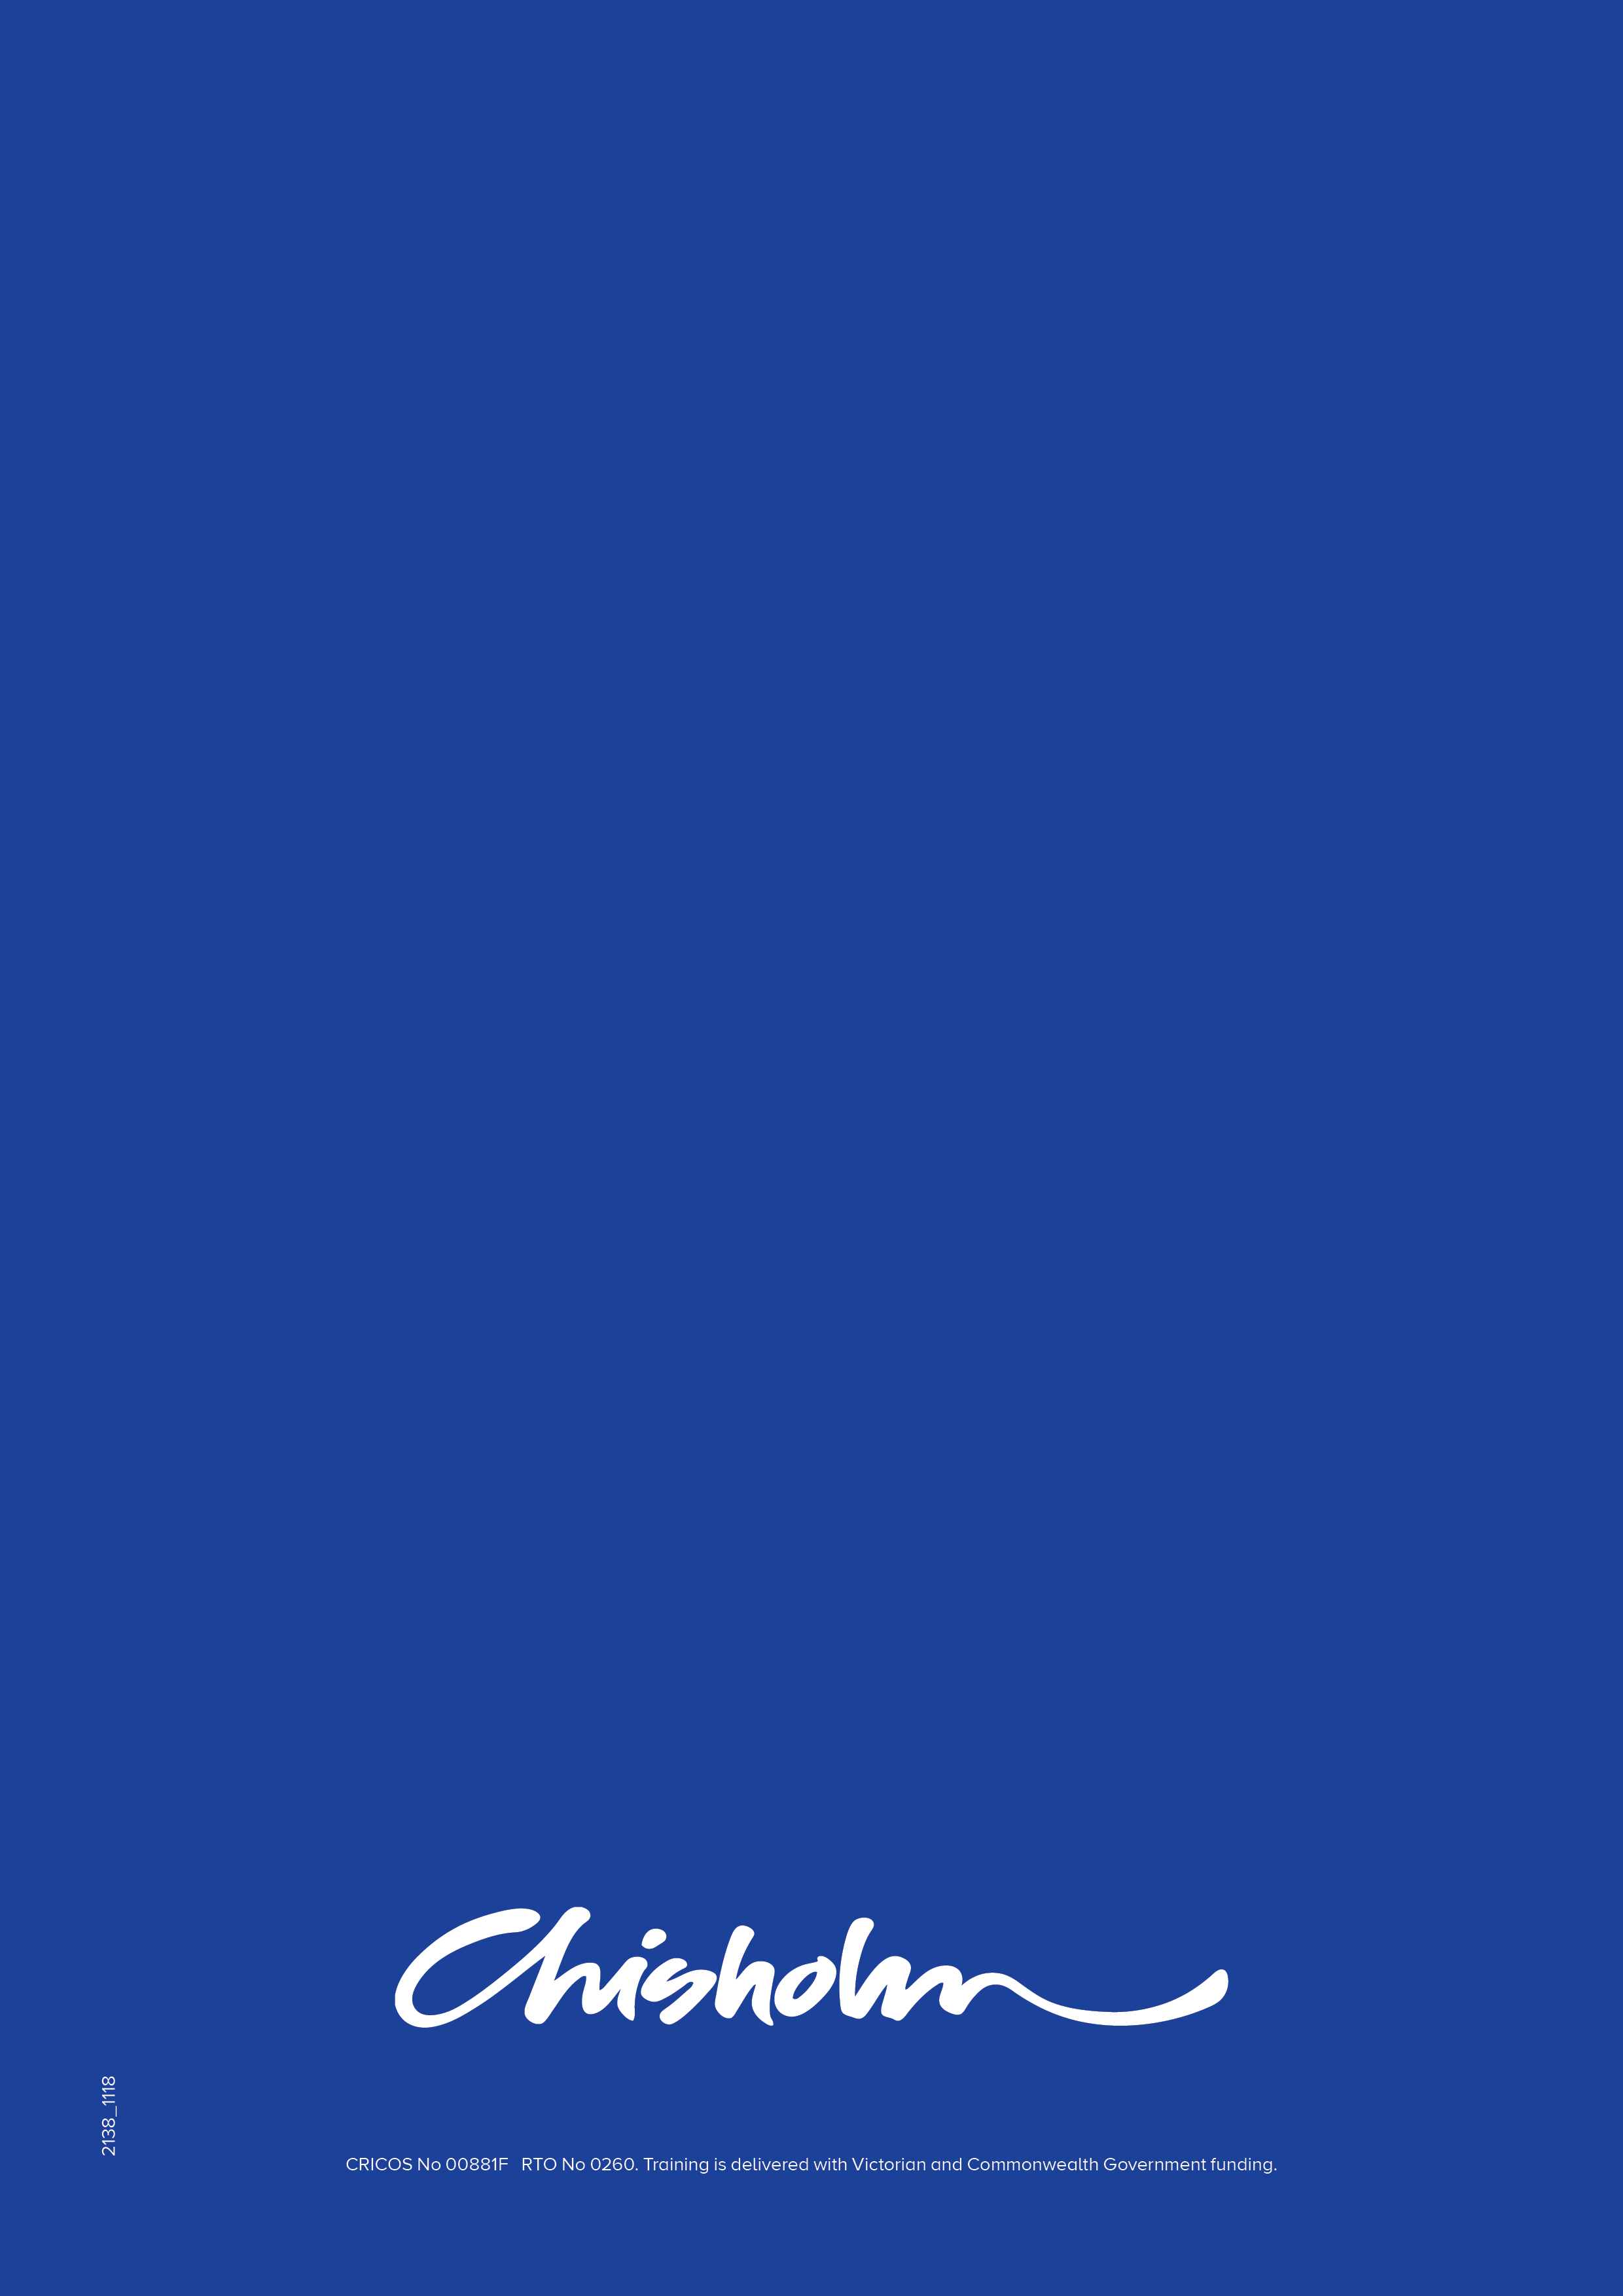 Chisholm
2138_1118
CRICOS No 00881F   RTO No 0260. Training is delivered with Victorian and Commonwealth Government funding.